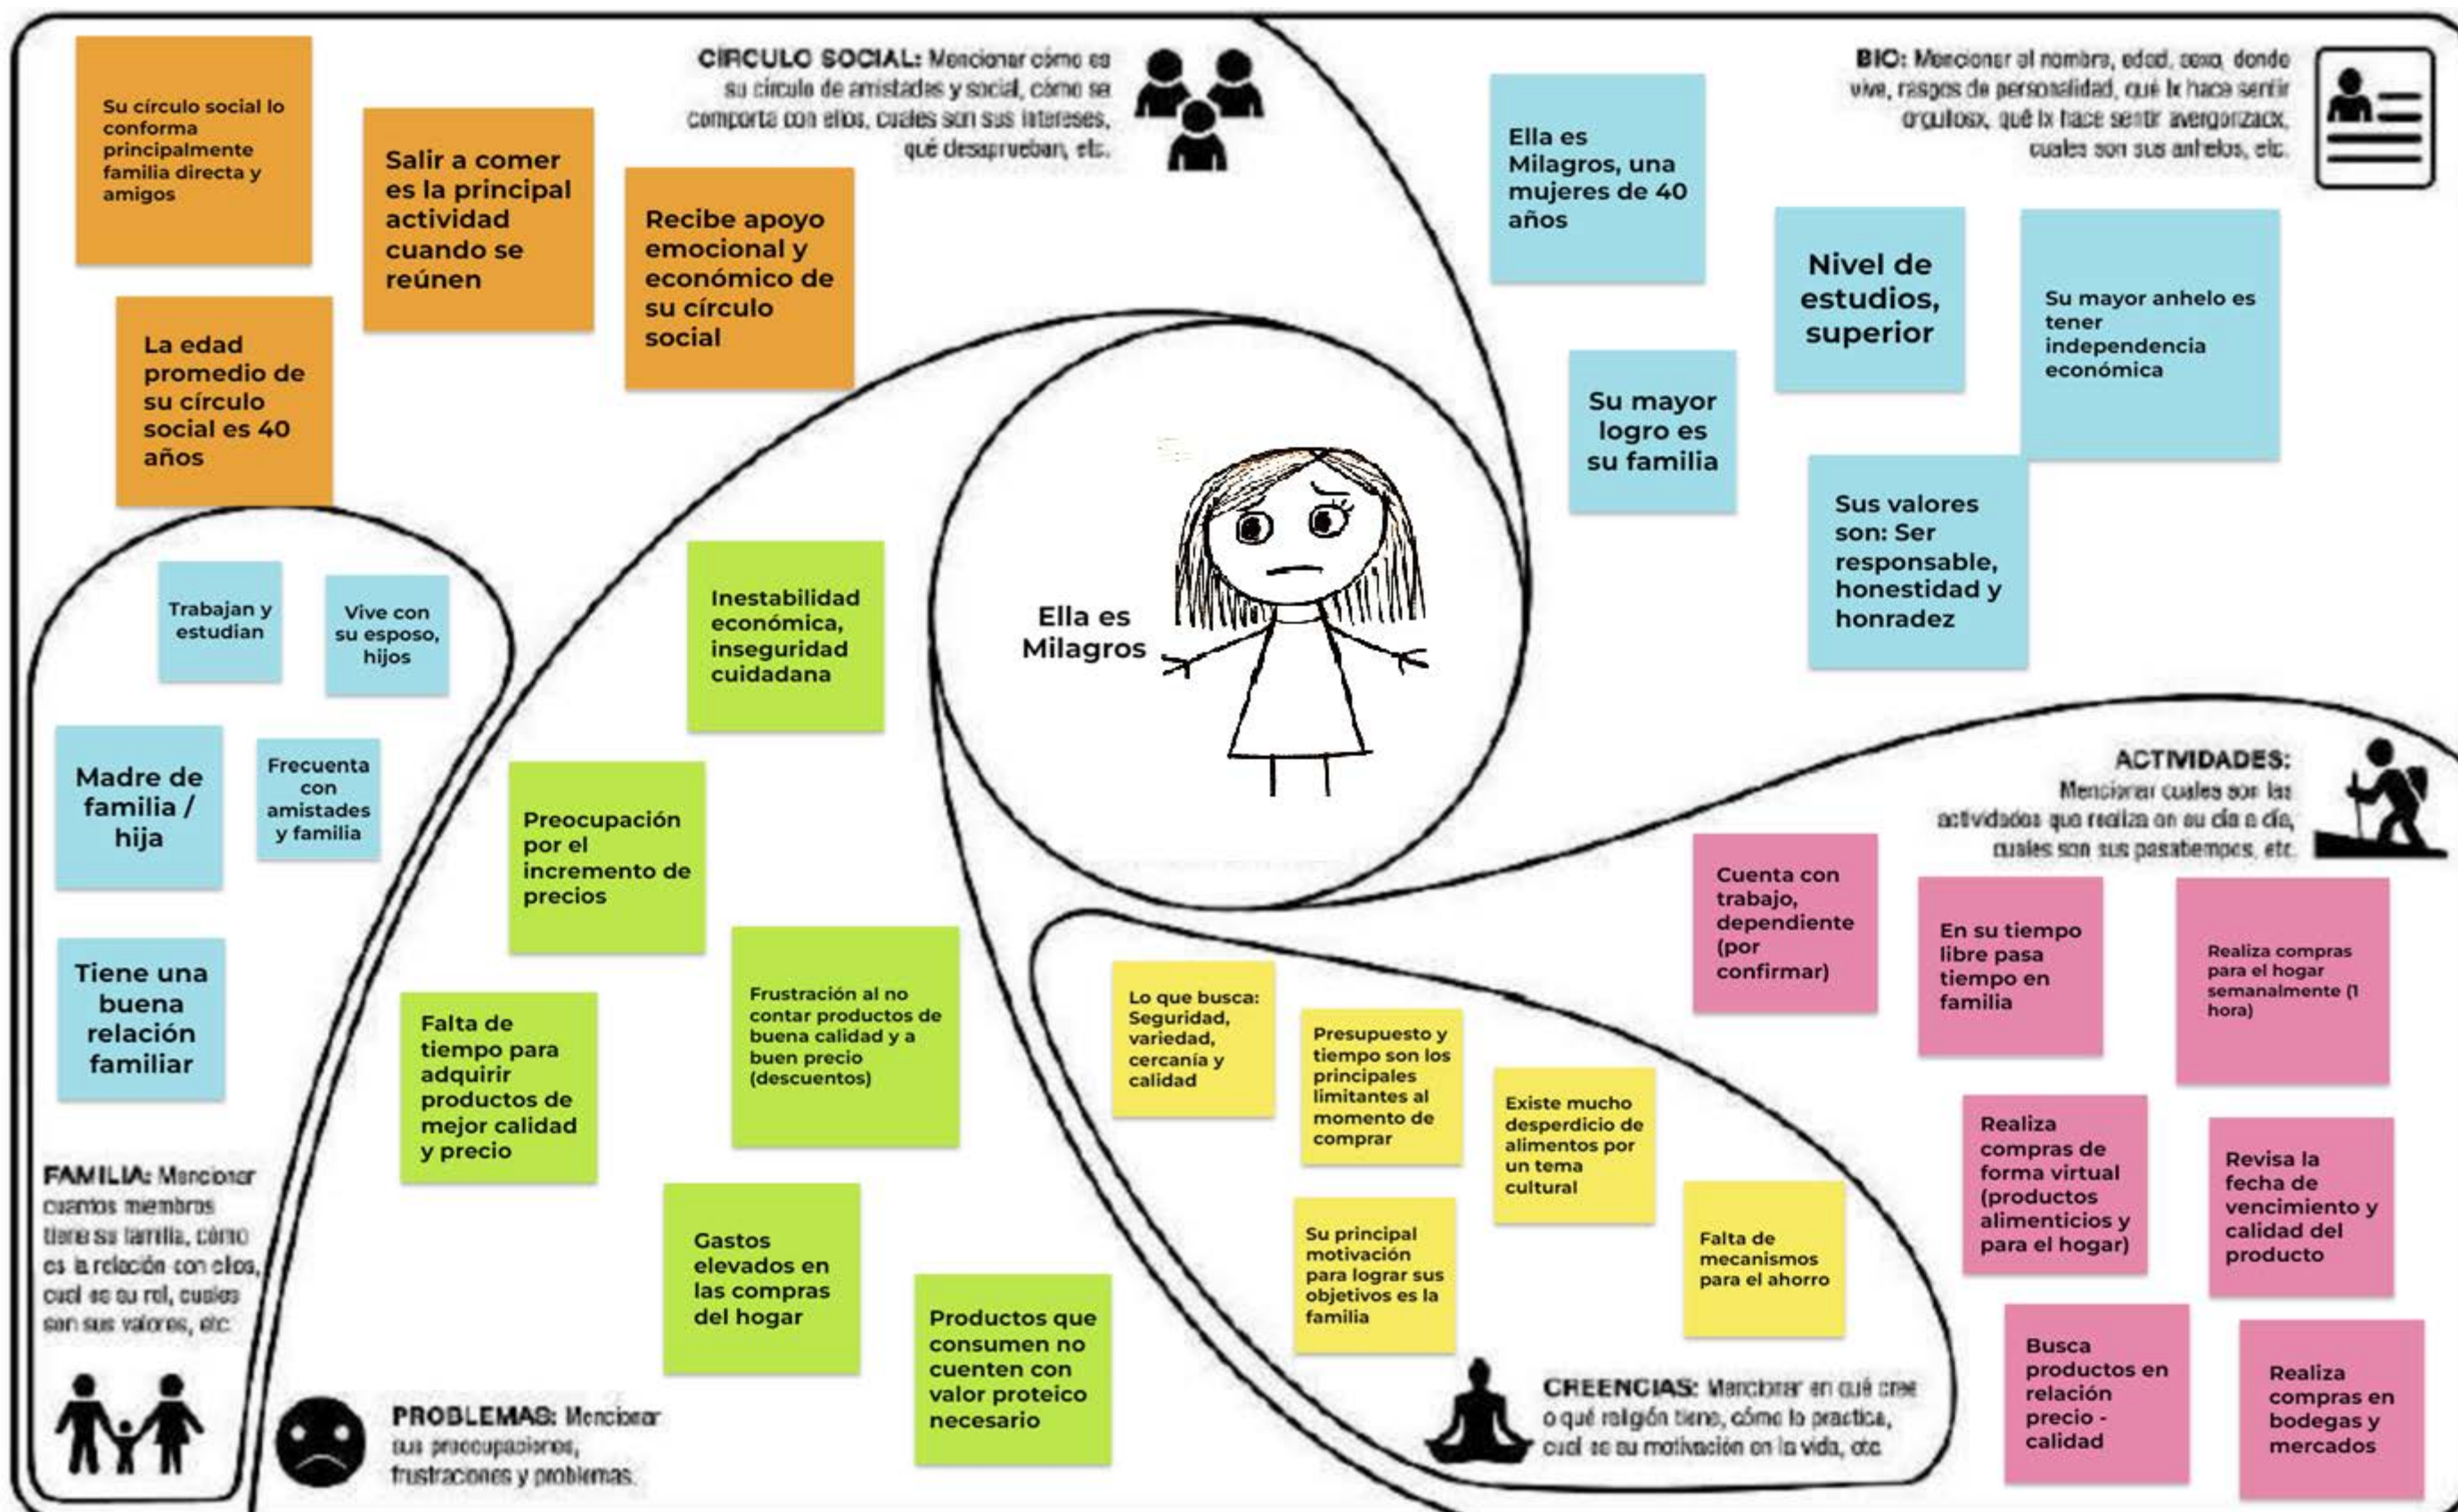 CÍRCULO SOCIAL: Mencionar cómo es
su círculo de amistades y social, cómo se
comporta con ellos, cuales son sus intereses,
qué desaprueban, etc.
Su círculo social lo
conforma
principalmente
familia directa y
amigos
Salir a comer
es la principal
actividad
cuando se
reúnen
Recibe apoyo
emocional y
económico de
su círculo
social
La edad
promedio de
su círculo
social es 40
años
BIO: Mencionar el nombre, edad, sexo, donde
vive, rasgos de personalidad, qué lx hace sentir
orgullosx, qué lx hace sentir avergonzadx,
cuales son sus anhelos, etc.
Ella es
Milagros, una
mujeres de 40
años
Nivel de
estudios,
superior
Su mayor anhelo es
tener
independencia
económica
Su mayor
logro es
su familia
Sus valores
son: Ser
responsable,
honestidad y
honradez
Ella es
Milagros
Trabajan y
estudian
Vive con
su esposo,
hijos
Madre de
familia /
hija
Frecuenta
con
amistades
y familia
Tiene una
buena
relación
familiar
FAMILIA: Mencionar
cuantos miembros
tiene su familia, cómo
es la relación con ellos,
cual es su rol, cuales
son sus valores, etc
Inestabilidad
económica,
inseguridad
cuidadana
Preocupación
por el
incremento de
precios
Frustración al no
contar productos de
buena calidad y a
buen precio
(descuentos)
Falta de
tiempo para
adquirir
productos de
mejor calidad
y precio
Gastos
elevados en
las compras
del hogar
Productos que
consumen no
cuenten con
valor proteico
necesario
PROBLEMAS: Mencionar
sus preocupaciones,
frustraciones y problemas.
Lo que busca:
Seguridad,
variedad,
cercanía y
calidad
Presupuesto y
tiempo son los
principales
limitantes al
momento de
comprar
Existe mucho
desperdicio de
alimentos por
un tema
cultural
Su principal
motivación
para lograr sus
objetivos es la
familia
Falta de
mecanismos
para el ahorro
CREENCIAS: Mencionar en qué cree
o qué religión tiene, cómo la practica,
cual es su motivación en la vida, etc
ACTIVIDADES:
Mencionar cuales son las
actividades que realiza en su día a día,
cuales son sus pasatiempos, etc.
Cuenta con
trabajo,
dependiente
(por
confirmar)
En su tiempo
libre pasa
tiempo en
familia
Realiza compras
para el hogar
semanalmente (1
hora)
Realiza
compras de
forma virtual
(productos
alimenticios y
para el hogar)
Revisa la
fecha de
vencimiento y
calidad del
producto
Busca
productos en
relación
precio -
calidad
Realiza
compras en
bodegas y
mercados